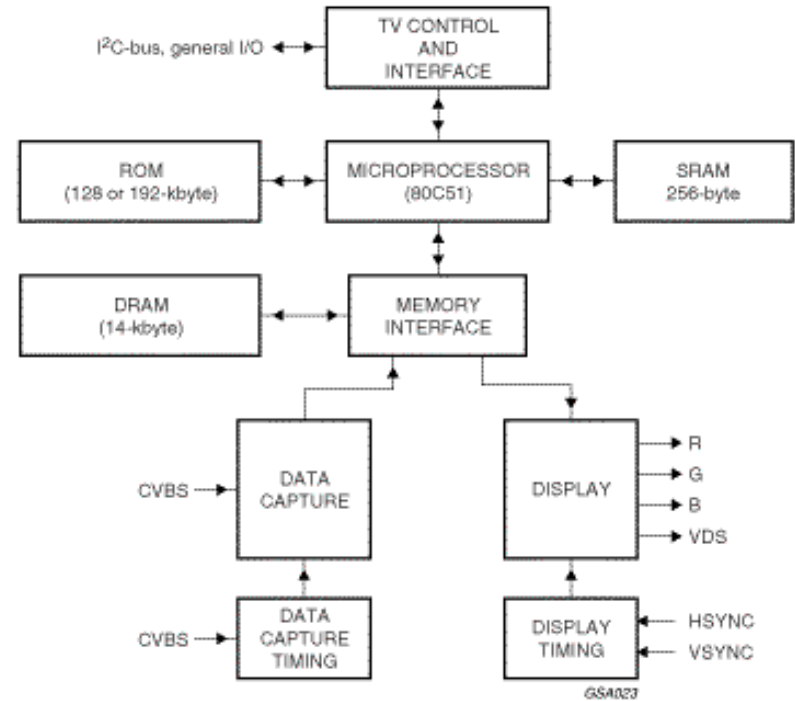 TV CONTROL
AND
INTERFACE
I²C-bus, general I/O
ROM
(128 or 192-kbyte)
MICROPROCESSOR
(80C51)
SRAM
256-byte
DRAM
(14-kbyte)
MEMORY
INTERFACE
CVBS
DATA
CAPTURE
DISPLAY
R
G
B
VDS
CVBS
DATA
CAPTURE
TIMING
DISPLAY
TIMING
HSYNC
VSYNC
GSA023